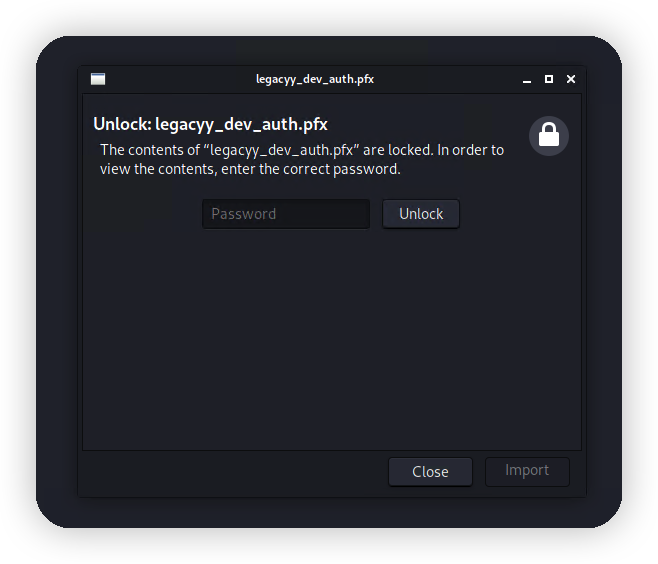 legacyy_dev_auth.pfx
Unlock: legacyy_dev_auth.pfx
The contents of “legacyy_dev_auth.pfx” are locked. In order to
view the contents, enter the correct password.
Password
Unlock
Close
Import